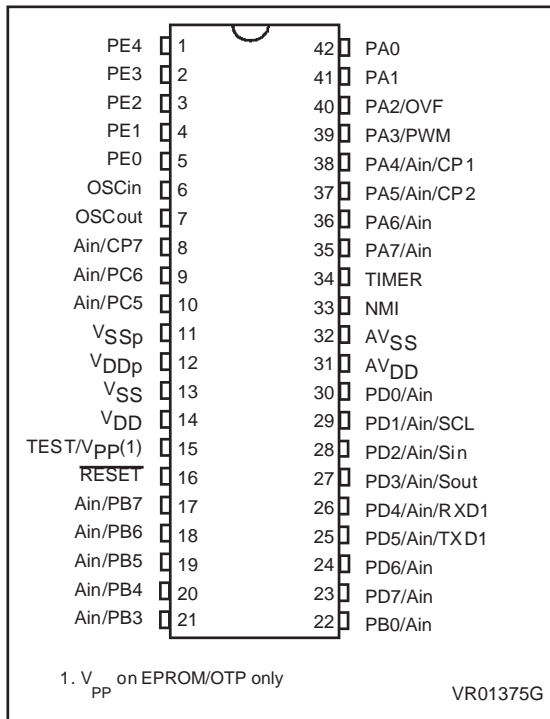 PE4 1 42 PA0
PE3 2 41 PA1
PE2 3 40 PA2/OVF
PE1 4 39 PA3/PWM
PE0 5 38 PA4/Ain/CP1
OSCin 6 37 PA5/Ain/CP2
OSCout 7 36 PA6/Ain
Ain/CP7 8 35 PA7/Ain
Ain/PC6 9 34 TIMER
Ain/PC5 10 33 NMI
VSSp 11 32 AVSS
VDDp 12 31 AVDD
VSS 13 30 PD0/Ain
VDD 14 29 PD1/Ain/SCL
TEST/VPP(1) 15 28 PD2/Ain/Sin
RESET 16 27 PD3/Ain/Sout
Ain/PB7 17 26 PD4/Ain/RXD1
Ain/PB6 18 25 PD5/Ain/TXD1
Ain/PB5 19 24 PD6/Ain
Ain/PB4 20 23 PD7/Ain
Ain/PB3 21 22 PB0/Ain
1. VPP on EPROM/OTP only
VR01375G